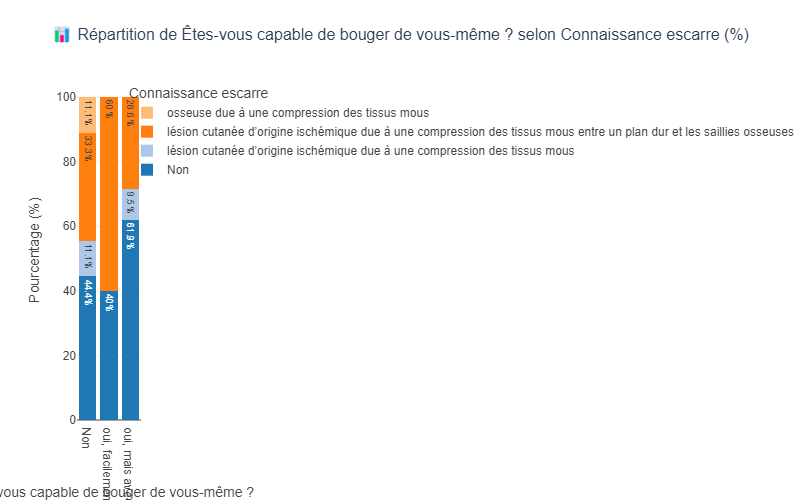 📊 Répartition de Êtes-vous capable de bouger de vous-même ? selon Connaissance escarre (%)
Connaissance escarre
osseuse due à une compression des tissus mous
lésion cutanée d'origine ischémique due à une compression des tissus mous entre un plan dur et les saillies osseuses
lésion cutanée d'origine ischémique due à une compression des tissus mous
Non
Pourcentage (%)
100
80
60
40
20
0
11.1%
33.3%
11.1%
44.4%
60%
40%
28.6%
9.5%
61.9%
Non
oui, facilemen
oui, mais ave
vous capable de bouger de vous-même ?